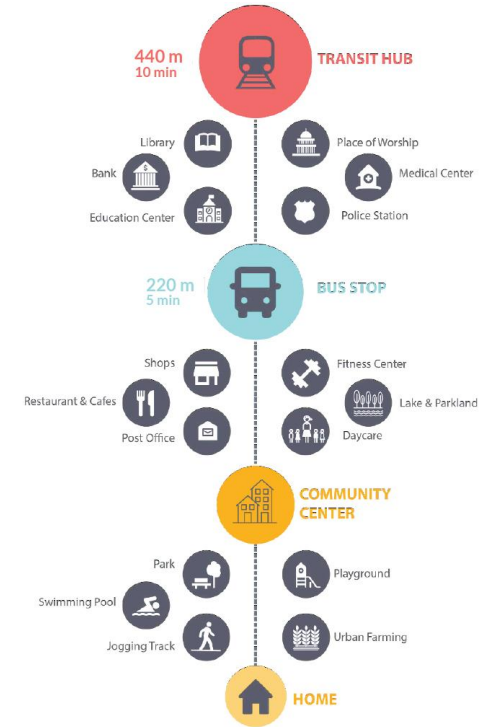 440 m
10 min
TRANSIT HUB
Library
Place of Worship
Bank
Medical Center
Education Center
Police Station
220 m
5 min
BUS STOP
Shops
Fitness Center
Restaurant & Cafes
Lake & Parkland
Post Office
Daycare
COMMUNITY
CENTER
Park
Playground
Swimming Pool
Jogging Track
Urban Farming
HOME